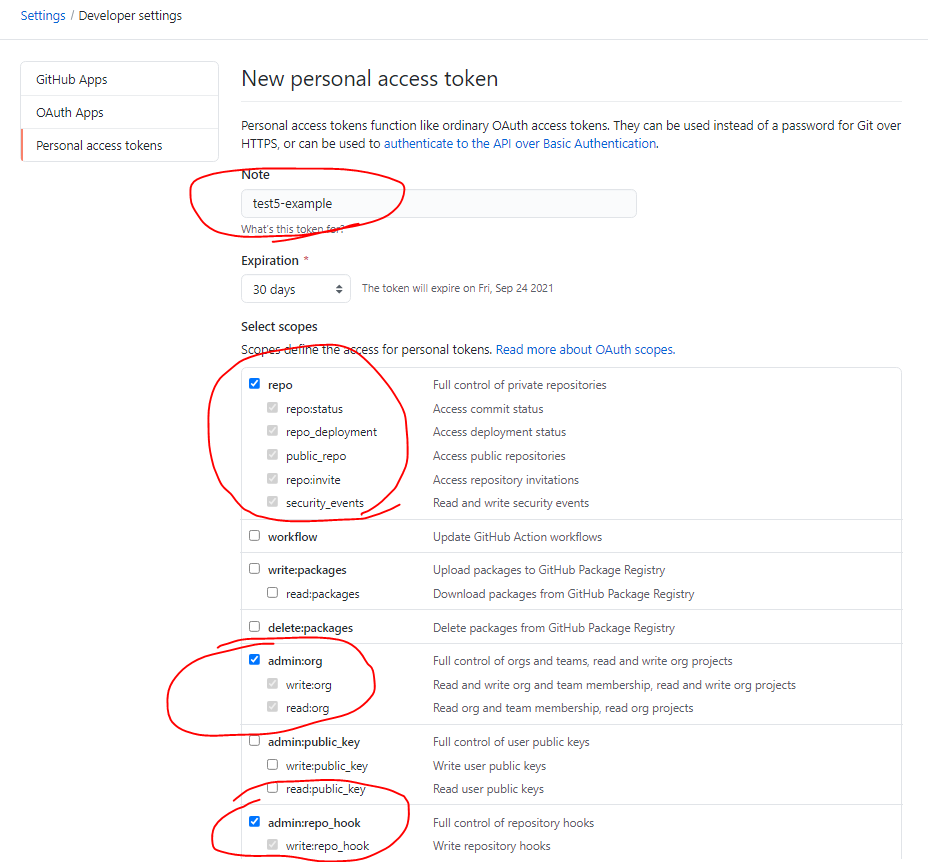 Settings / Developer settings
GitHub Apps
OAuth Apps
Personal access tokens
New personal access token
Personal access tokens function like ordinary OAuth access tokens. They can be used instead of a password for Git over
HTTPS, or can be used to authenticate to the API over Basic Authentication.
Note
test5-example
What's this token for?
Expiration *
30 days The token will expire on Fri, Sep 24 2021
Select scopes
Scopes define the access for personal tokens. Read more about OAuth scopes.
repo Full control of private repositories
repo:status Access commit status
repo_deployment Access deployment status
public_repo Access public repositories
repo:invite Access repository invitations
security_events Read and write security events
workflow Update GitHub Action workflows
write:packages Upload packages to GitHub Package Registry
read:packages Download packages from GitHub Package Registry
delete:packages Delete packages from GitHub Package Registry
admin:org Full control of orgs and teams, read and write org projects
write:org Read and write org and team membership, read and write org projects
read:org Read org and team membership, read org projects
admin:public_key Full control of user public keys
write:public_key Write user public keys
read:public_key Read user public keys
admin:repo_hook Full control of repository hooks
write:repo_hook Write repository hooks